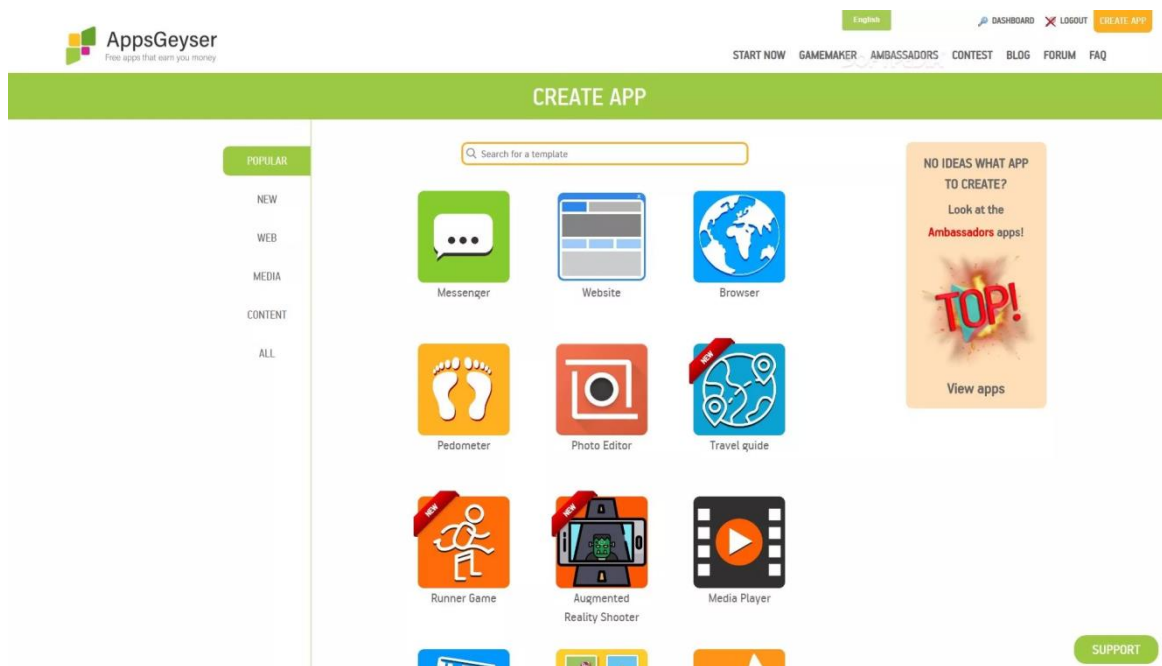 English
DASHBOARD
LOGOUT
CREATE APP
AppsGeyser
Free apps that earn you money
START NOW GAMEMAKER AMBASSADORS CONTEST BLOG FORUM FAQ
CREATE APP
POPULAR
NEW
WEB
MEDIA
CONTENT
ALL
Search for a template
Messenger
Website
Browser
Pedometer
Photo Editor
NEW
Travel guide
NEW
Runner Game
NEW
Augmented
Reality Shooter
Media Player
NO IDEAS WHAT APP
TO CREATE?
Look at the
Ambassadors apps!
TOP!
View apps
SUPPORT